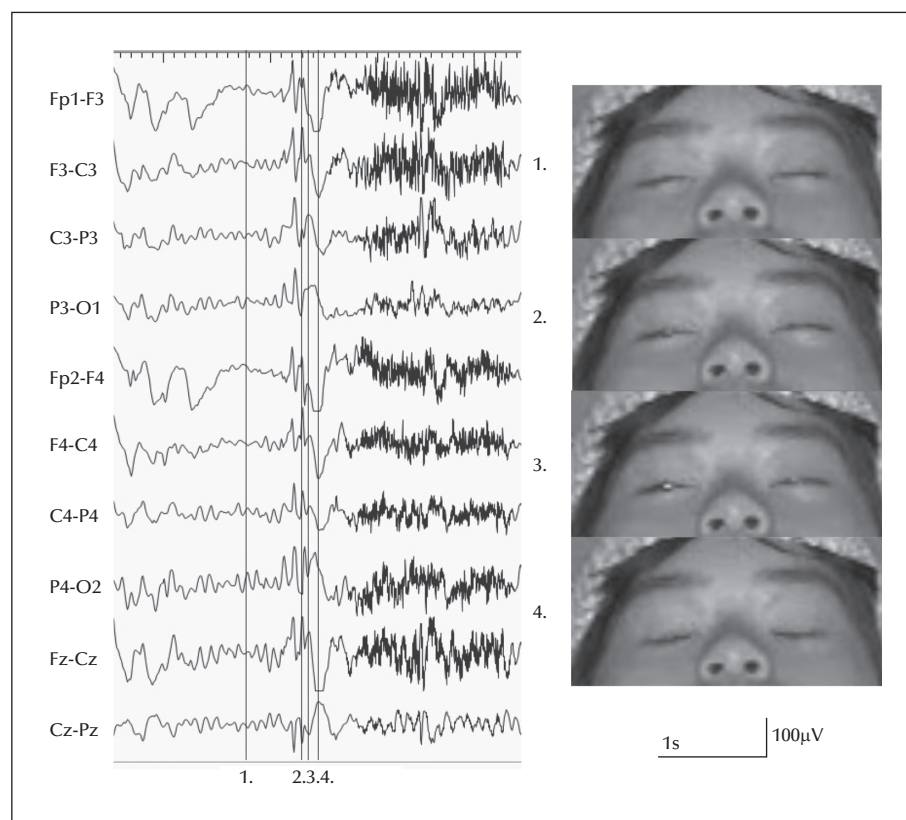 Fp1-F3
F3-C3
C3-P3
P3-O1
Fp2-F4
F4-C4
C4-P4
P4-O2
Fz-Cz
Cz-Pz
1. 2.3.4.
1.
2.
3.
4.
1s 100μV